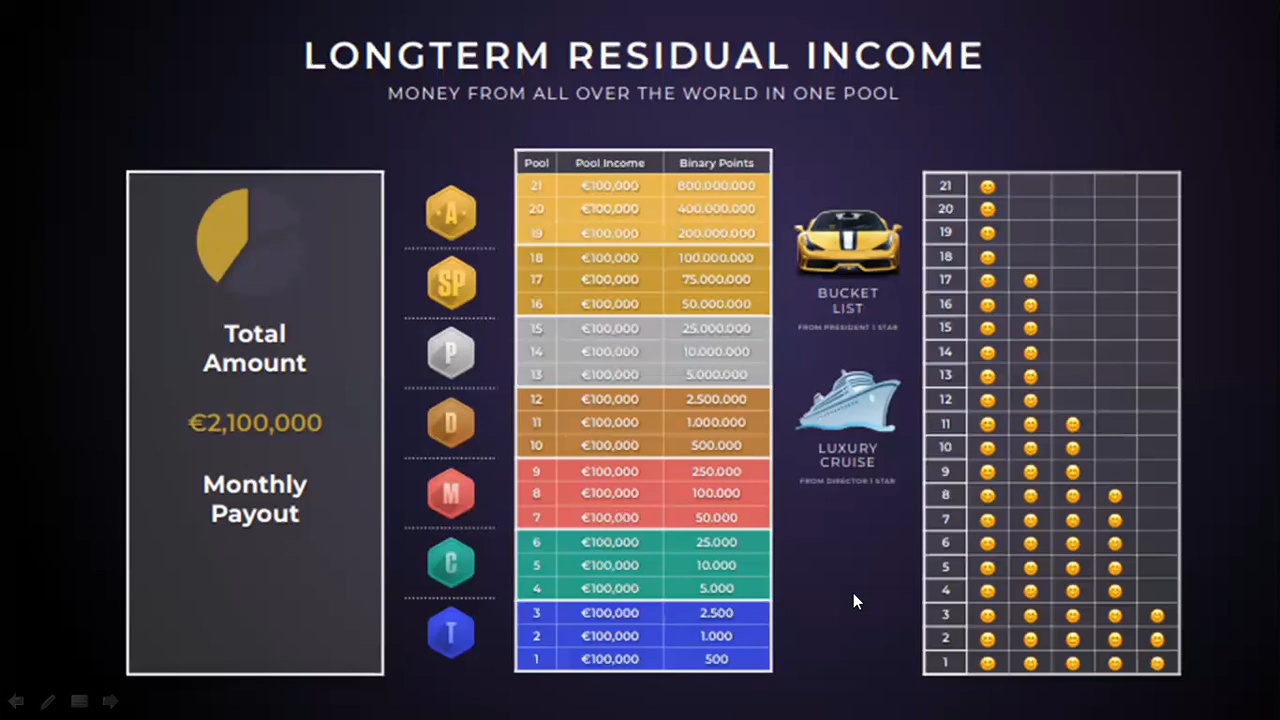 LONGTERM RESIDUAL INCOME
MONEY FROM ALL OVER THE WORLD IN ONE POOL
Total
Amount
€2,100,000
Monthly
Payout
A
SP
P
D
M
C
T
Pool Pool Income Binary Points
21 €100,000 800.000.000
20 €100,000 400.000.000
19 €100,000 200.000.000
18 €100,000 100.000.000
17 €100,000 75.000.000
16 €100,000 50.000.000
15 €100,000 25.000.000
14 €100,000 10.000.000
13 €100,000 5.000.000
12 €100,000 2.500.000
11 €100,000 1.000.000
10 €100,000 500.000
9 €100,000 250.000
8 €100,000 100.000
7 €100,000 50.000
6 €100,000 25.000
5 €100,000 10.000
4 €100,000 5.000
3 €100,000 2.500
2 €100,000 1.000
1 €100,000 500
BUCKET
LIST
FROM PRESIDENT 1 STAR
LUXURY
CRUISE
FROM DIRECTOR 1 STAR
21
20
19
18
17
16
15
14
13
12
11
10
9
8
7
6
5
4
3
2
1